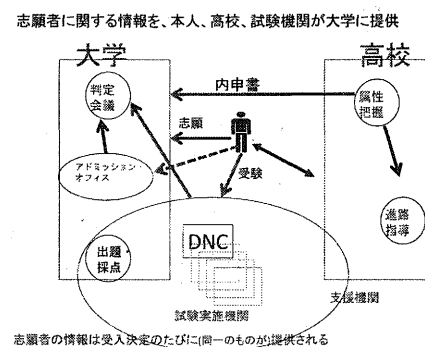 志願者に関する情報を、本人、高校、試験機関が大学に提供
大学
高校
判定
会議
内申書
属性
把握
志願
アドミッション・
オフィス
受験
進路
指導
DNC
出題
採点
試験実施機関
支援機関
志願者の情報は受入決定のたびに(同一のものが)提供される